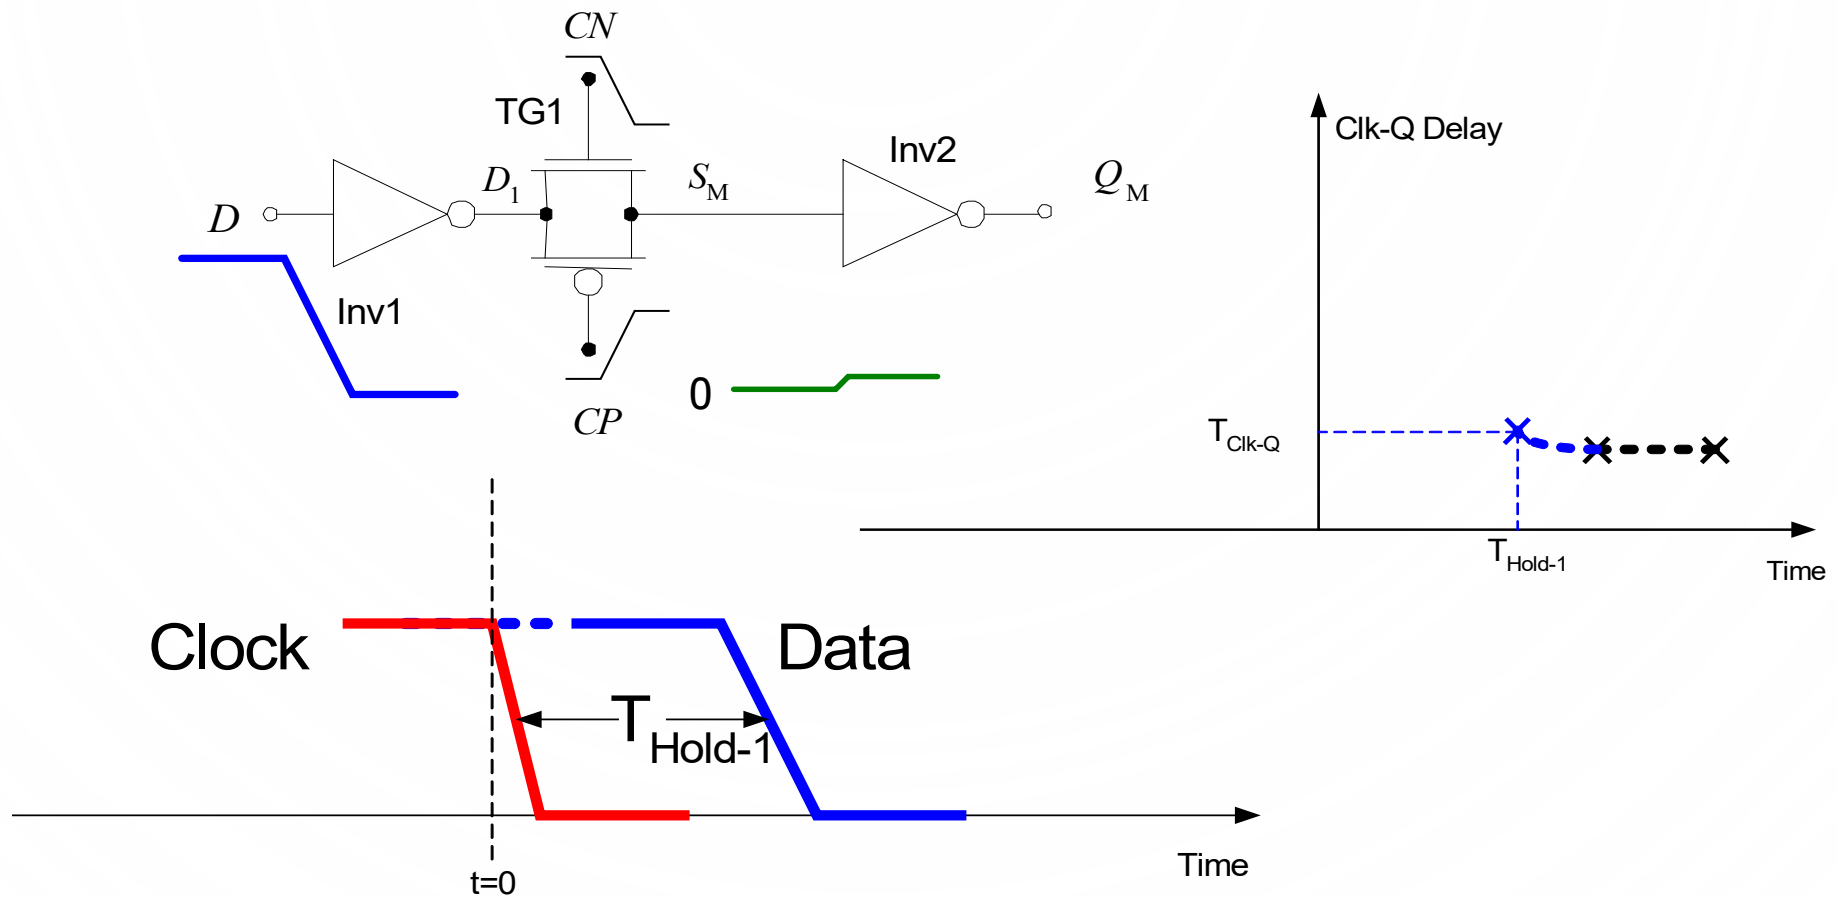 CN
TG1
Inv2
Clk-Q Delay
D
D1
SM
QM
Inv1
0
CP
TClk-Q
THold-1
Time
Clock
Data
THold-1
Time
t=0